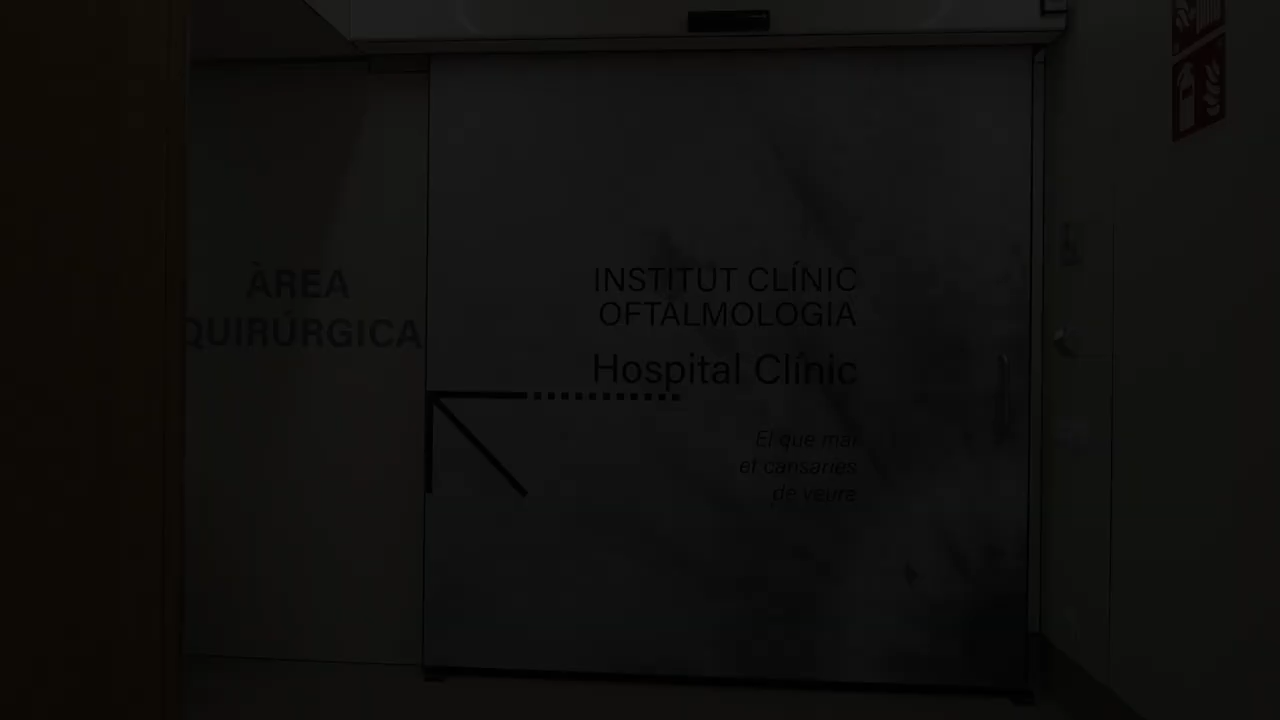 ÀREA
QUIRÚRGICA
INSTITUT CLÍNIC
OFTALMOLOGIA
Hospital Clínic
El que mai
et cansaries
de veure